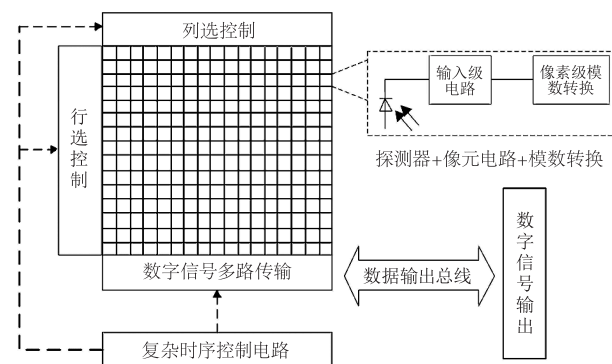 列选控制
行选控制
输入级
电路
像素级模
数转换
探测器+像元电路+模数转换
数字信号多路传输
数据输出总线
数字信号输出
复杂时序控制电路